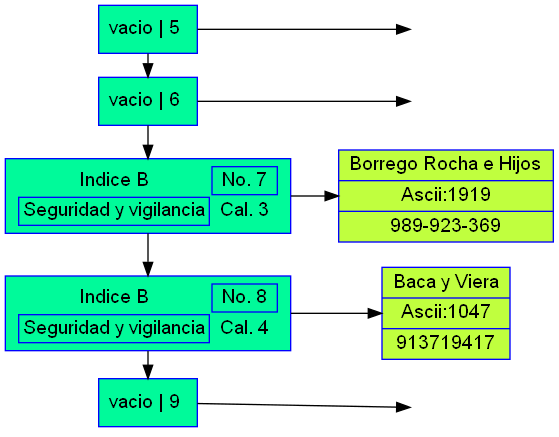 vacio | 5
vacio | 6
Indice B No. 7
Seguridad y vigilancia Cal. 3
Borrego Rocha e Hijos
Ascii:1919
989-923-369
Indice B No. 8
Seguridad y vigilancia Cal. 4
Baca y Viera
Ascii:1047
913719417
vacio | 9